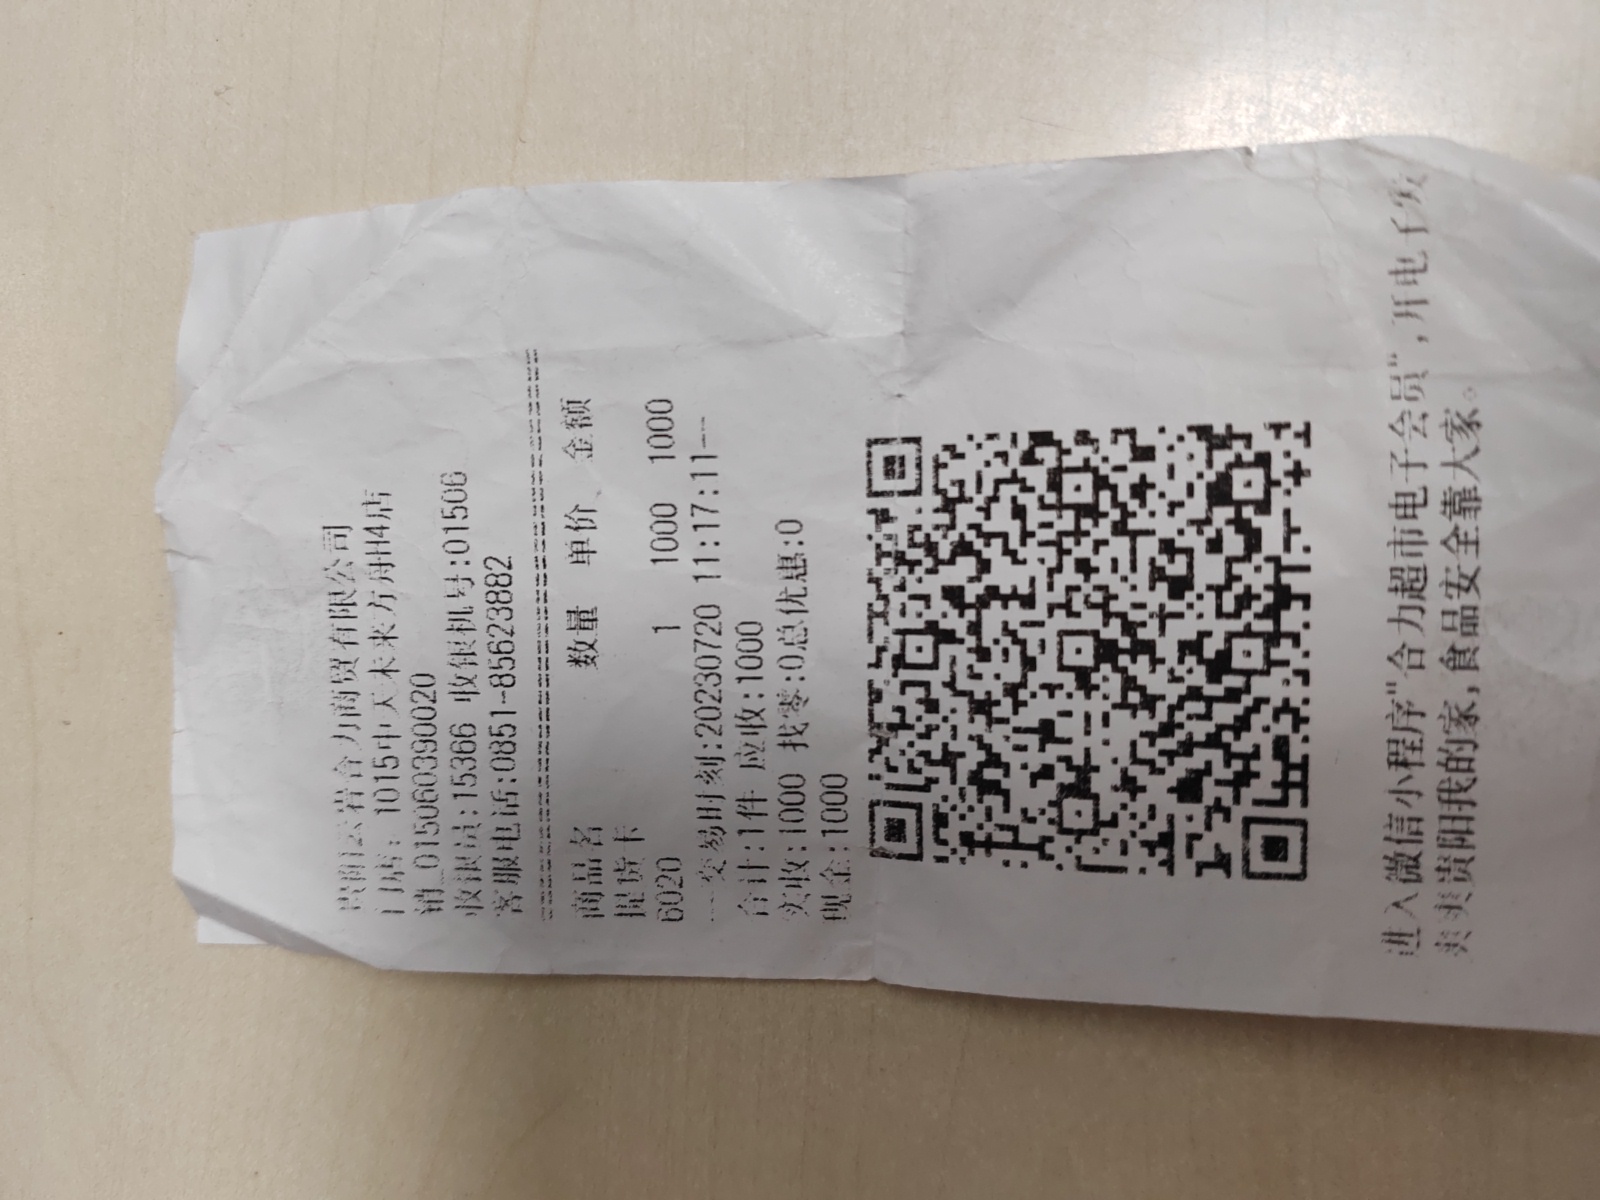 贵阳云岩合力商贸有限公司
门店: 1015中天未来方舟H4店
销_01506039002​0
收银员:15366 收银机号:01506
客服电话:0851-85623882
商品名 数量 单价 金额
提货卡
6020 1 1000 1000
---交易时刻:20230720 11:17:11--
合计:1件 应收:1000
实收:1000 找零:0总优惠:0
现金:1000
进入微信小程序"合力超市电子会员",开电子发
爽爽贵阳我的家,食品安全靠大家。